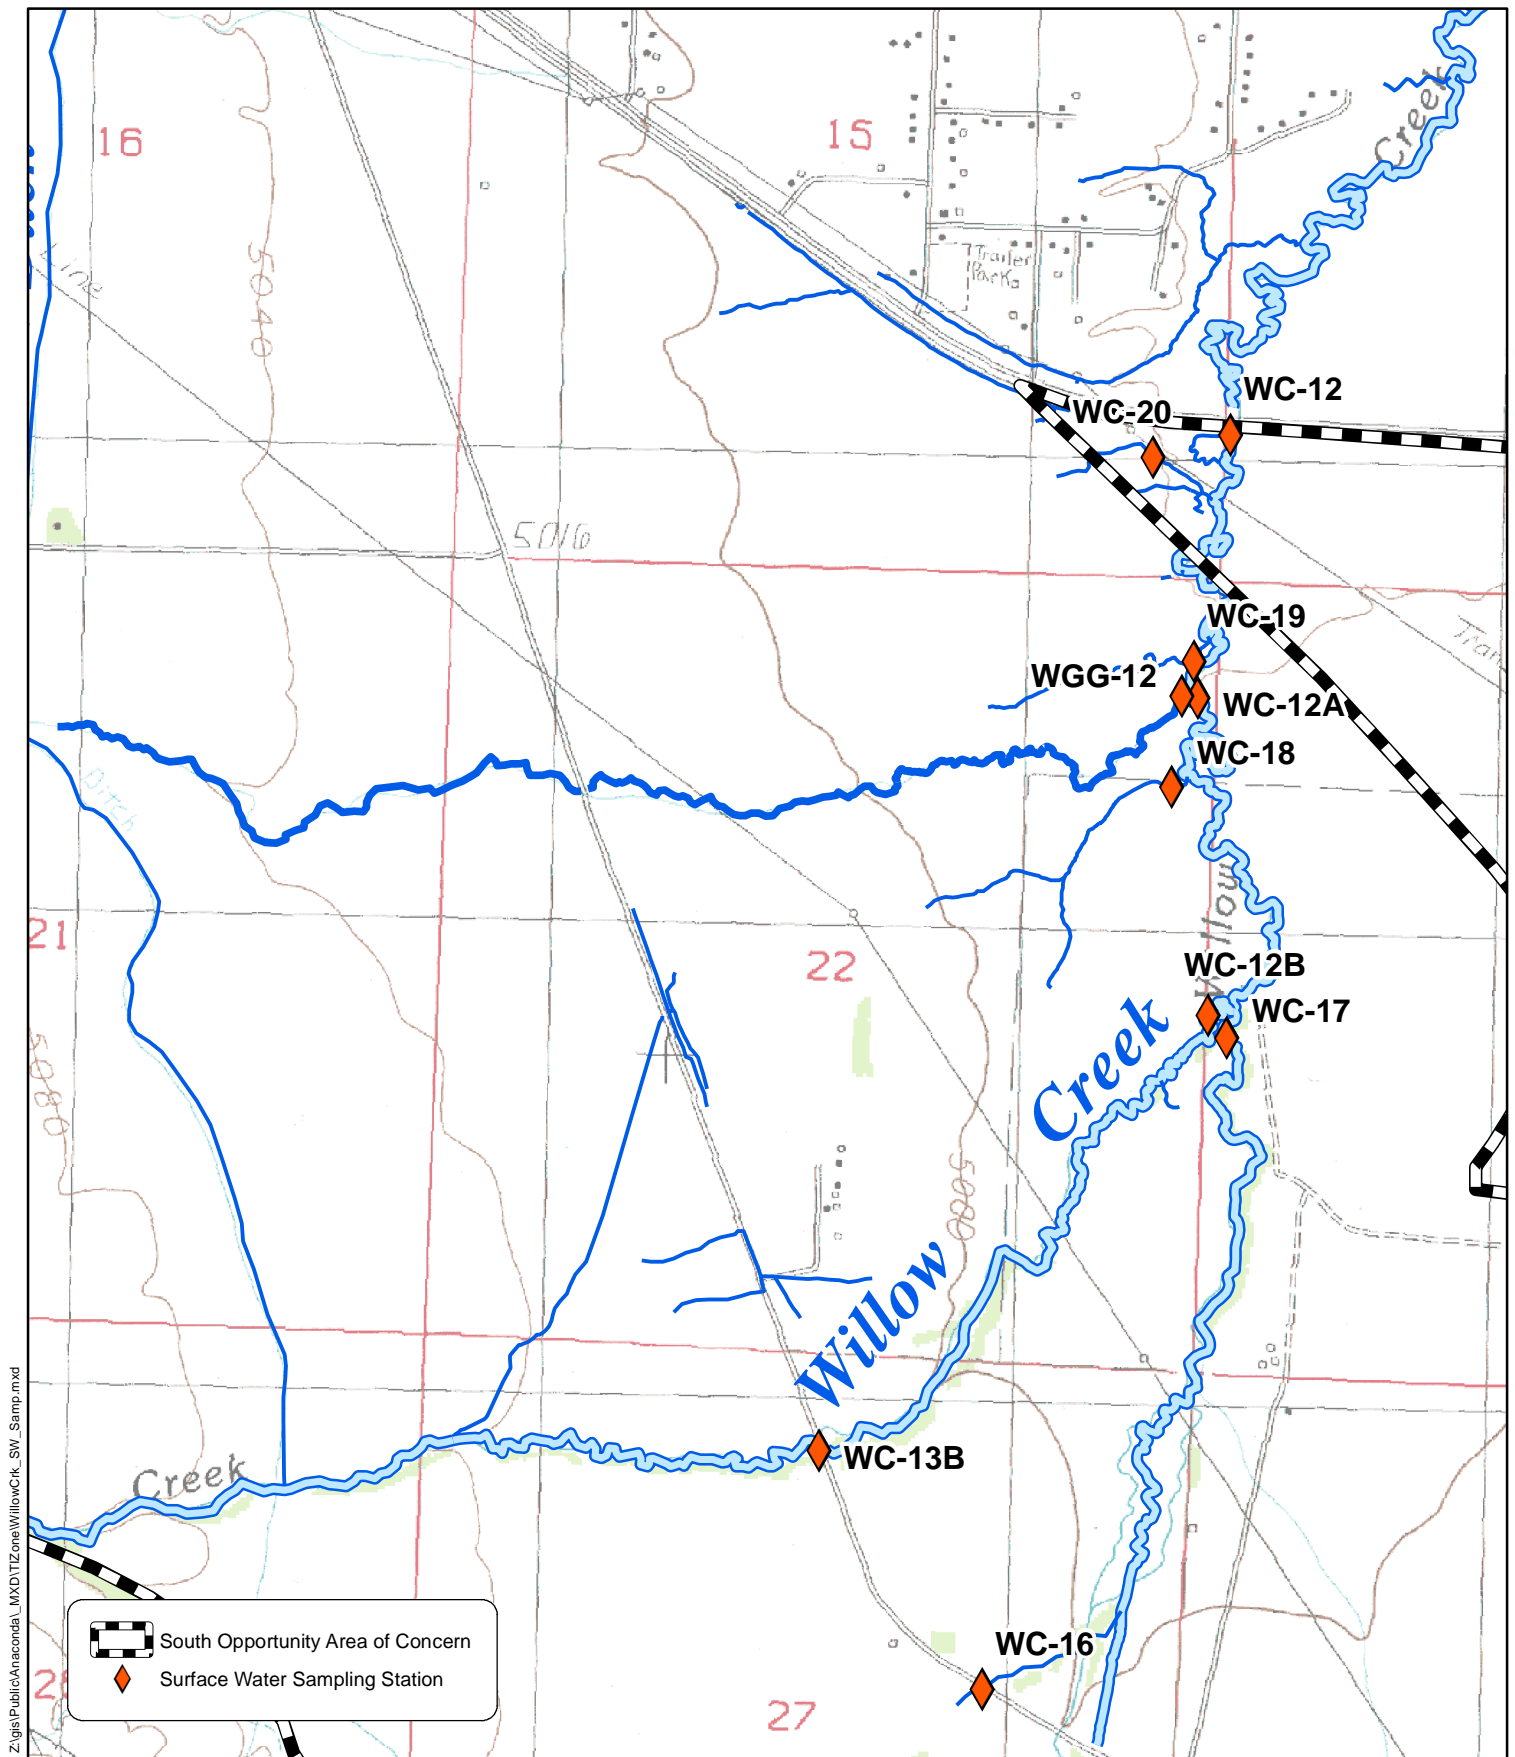 16
15
Creek
Line
5040
Trailer
Park
WC-12
WC-20
5016
WC-19
WGG-12
WC-12A
WC-18
Ditch
Willow
21
22
WC-12B
WC-17
Creek
5080
5000
Willow
WC-13B
Creek
WC-16
27
South Opportunity Area of Concern
Surface Water Sampling Station
Z:\gis\Public\Anaconda\_MXD\TIZone\WillowCrk_SW_Samp.mxd